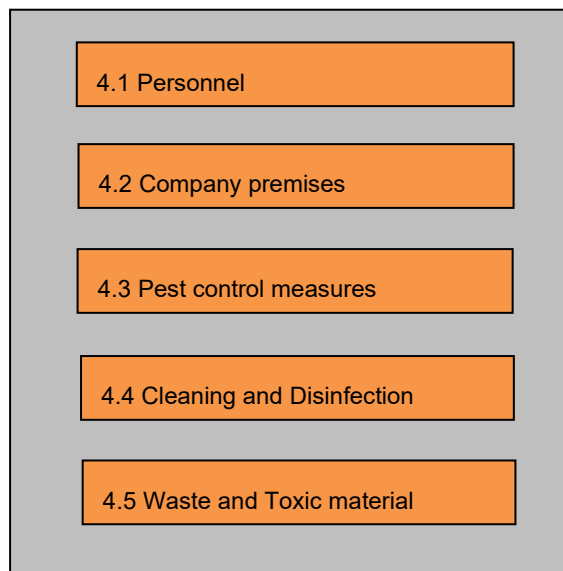 4.1 Personnel
4.2 Company premises
4.3 Pest control measures
4.4 Cleaning and Disinfection
4.5 Waste and Toxic material